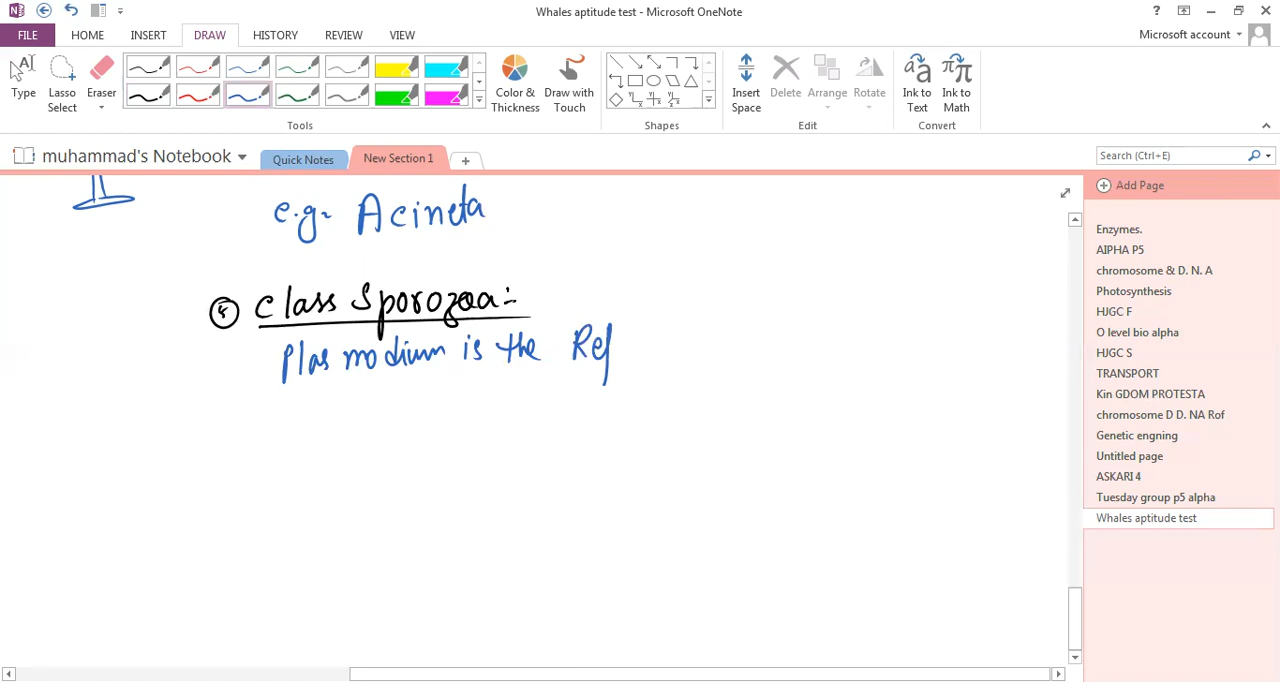 Whales aptitude test - Microsoft OneNote
FILE HOME INSERT DRAW HISTORY REVIEW VIEW
Microsoft account
Type
Lasso Select
Eraser
Color & Thickness
Draw with Touch
Insert Space
Delete
Arrange
Rotate
Ink to Text
Ink to Math
Tools
Shapes
Edit
Convert
muhammad's Notebook
Quick Notes
New Section 1
Search (Ctrl+E)
Add Page
e.g= Acineta
class Sporozoa:-
Plasmodium is the Ref
Enzymes.
AIPHA P5
chromosome & D. N. A
Photosynthesis
HJGC F
O level bio alpha
HJGC S
TRANSPORT
Kin GDOM PROTESTA
chromosome D D. NA Rof
Genetic engning
Untitled page
ASKARI 4
Tuesday group p5 alpha
Whales aptitude test